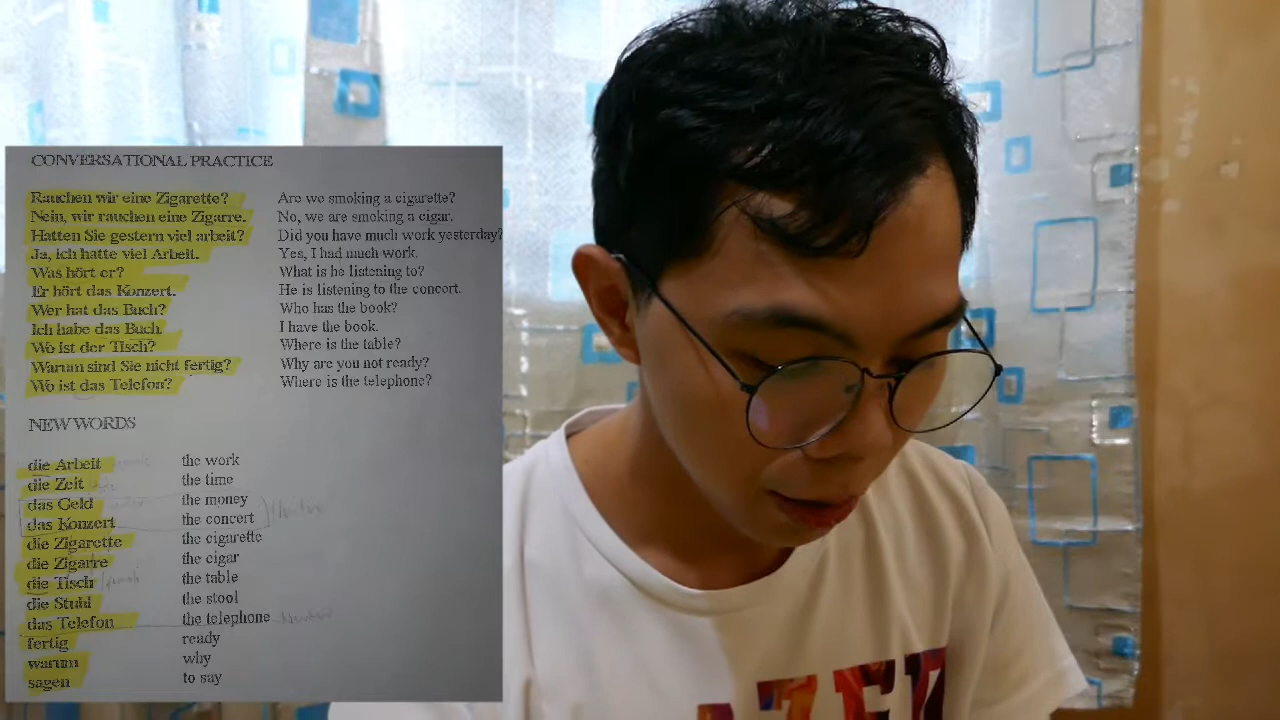 CONVERSATIONAL PRACTICE
Rauchen wir eine Zigarette? Are we smoking a cigarette?
Nein, wir rauchen eine Zigarre. No, we are smoking a cigar.
Hatten Sie gestern viel arbeit? Did you have much work yesterday?
Ja, ich hatte viel Arbeit. Yes, I had much work.
Was hört er? What is he listening to?
Er hört das Konzert. He is listening to the concert.
Wer hat das Buch? Who has the book?
Ich habe das Buch. I have the book.
Wo ist der Tisch? Where is the table?
Warum sind Sie nicht fertig? Why are you not ready?
Wo ist das Telefon? Where is the telephone?
NEW WORDS
die Arbeit the work
die Zeit the time
das Geld the money
das Konzert the concert
die Zigarette the cigarette
die Zigarre the cigar
die Tisch the table
die Stuhl the stool
das Telefon the telephone
fertig ready
warum why
sagen to say